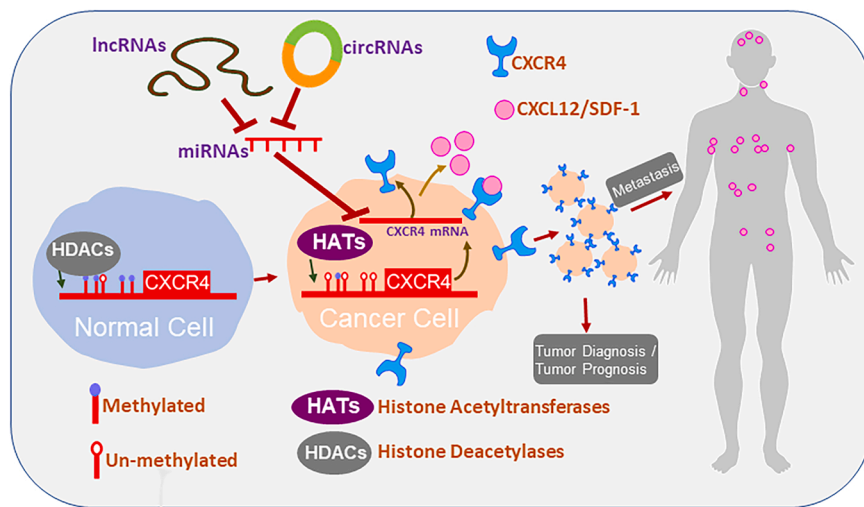 lncRNAs
circRNAs
CXCR4
CXCL12/SDF-1
miRNAs
Metastasis
CXCR4 mRNA
HDACs
HATs
CXCR4
CXCR4
Normal Cell
Cancer Cell
Tumor Diagnosis /
Tumor Prognosis
Methylated
HATs Histone Acetyltransferases
Un-methylated
HDACs Histone Deacetylases